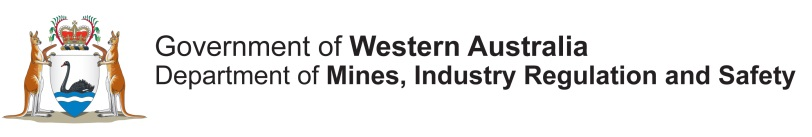 Government of Western Australia
Department of Mines, Industry Regulation and Safety